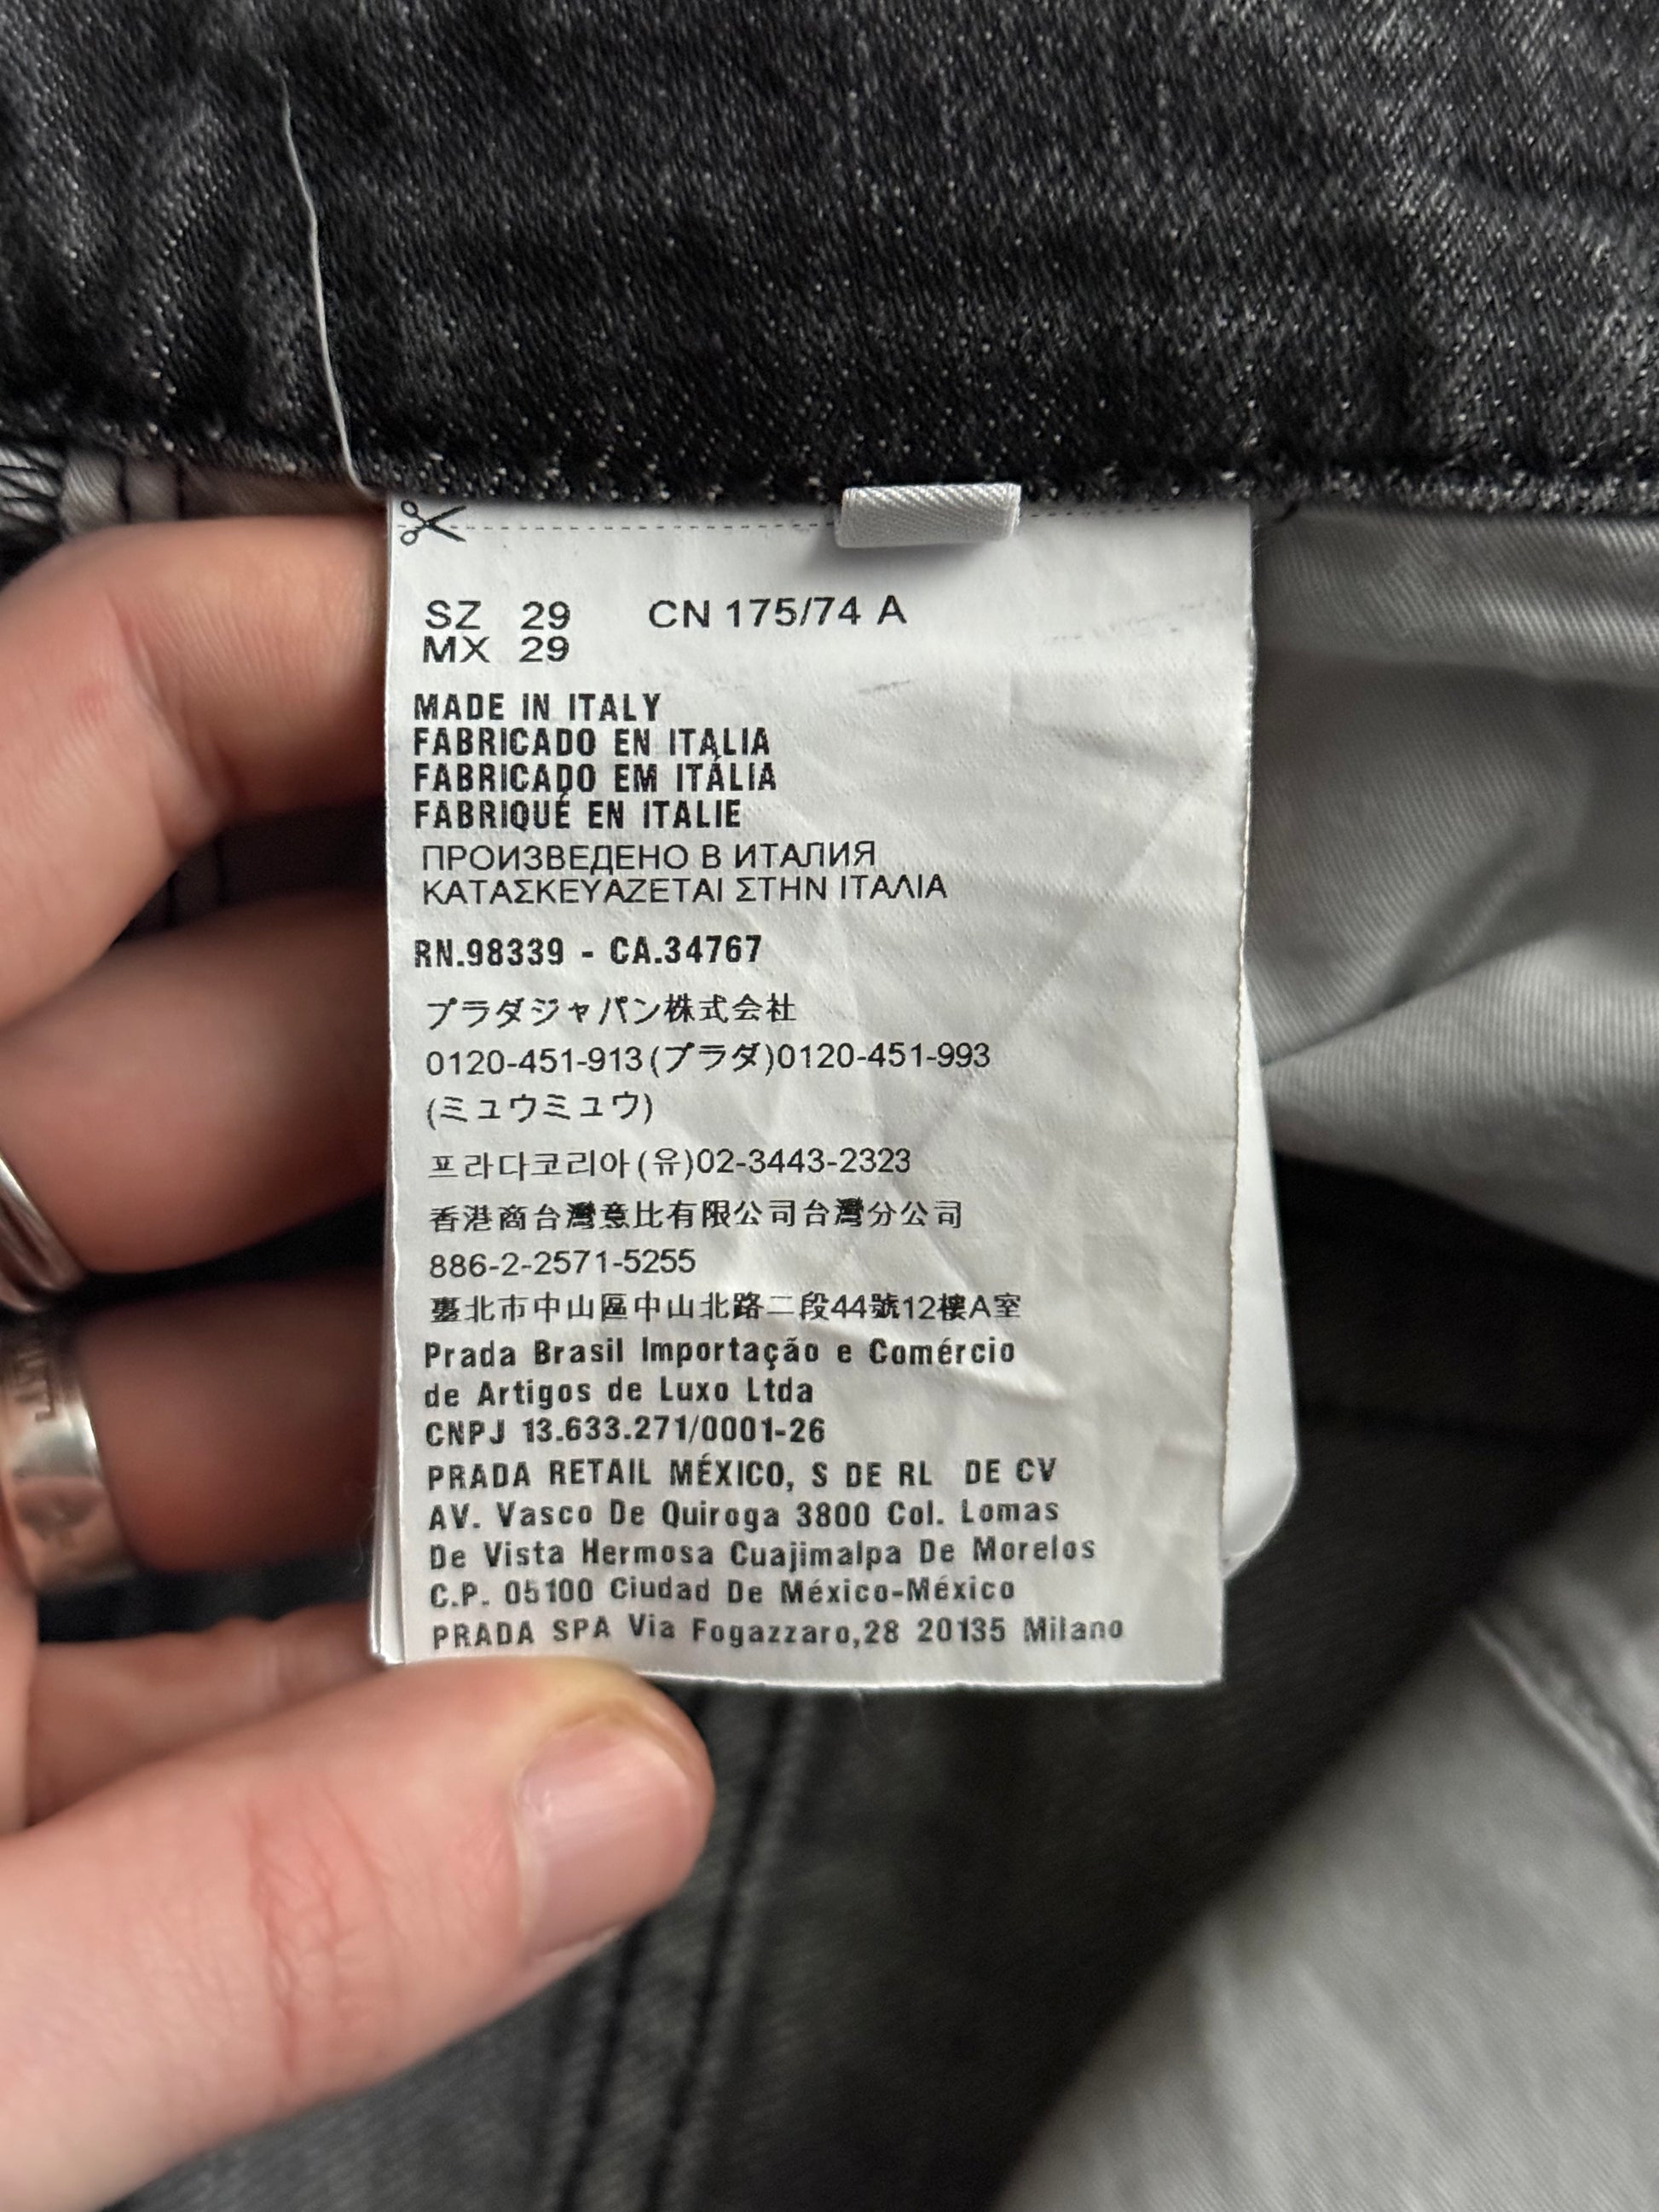 SZ 29 CN 175/74 A
MX 29
MADE IN ITALY
FABRICADO EN ITALIA
FABRICADO EM ITÁLIA
FABRIQUÉ EN ITALIE
ПРОИЗВЕДЕНО В ИТАЛИЯ
ΚΑΤΑΣΚΕΥΑΖΕΤΑΙ ΣΤΗΝ ΙΤΑΛΙΑ
RN.98339 - CA.34767
プラダジャパン株式会社
0120-451-913(プラダ)0120-451-993
(ミュウミュウ)
프라다코리아(유)02-3443-2323
香港商台灣意比有限公司台灣分公司
886-2-2571-5255
臺北市中山區中山北路二段44號12樓A室
Prada Brasil Importação e Comércio
de Artigos de Luxo Ltda
CNPJ 13.633.271/0001-26
PRADA RETAIL MÉXICO, S DE RL DE CV
AV. Vasco De Quiroga 3800 Col. Lomas
De Vista Hermosa Cuajimalpa De Morelos
C.P. 05100 Ciudad De México-México
PRADA SPA Via Fogazzaro,28 20135 Milano